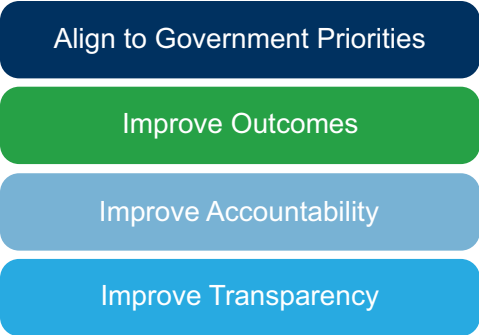 Align to Government Priorities
Improve Outcomes
Improve Accountability
Improve Transparency